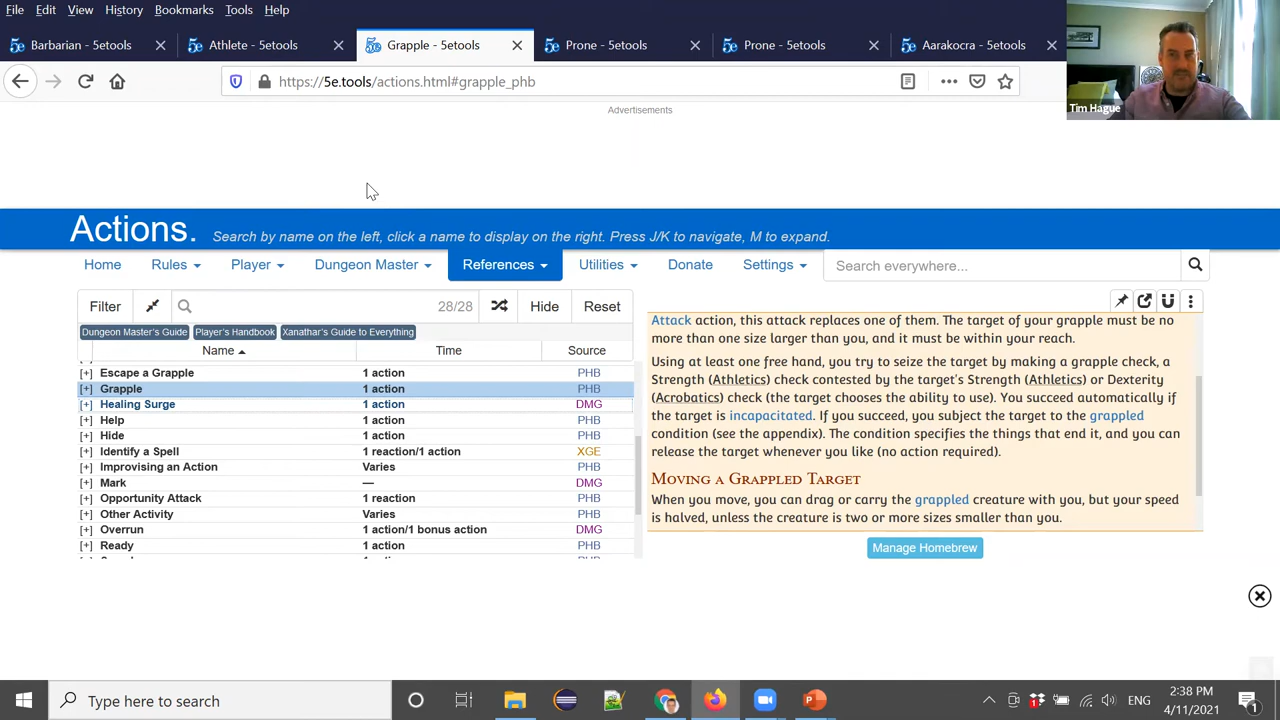 File Edit View History Bookmarks Tools Help
Barbarian - 5etools
Athlete - 5etools
Grapple - 5etools
Prone - 5etools
Prone - 5etools
Aarakocra - 5etools
https://5e.tools/actions.html#grapple_phb
Tim Hague
Advertisements
Actions. Search by name on the left, click a name to display on the right. Press J/K to navigate, M to expand.
Home Rules Player Dungeon Master References Utilities Donate Settings Search everywhere...
Filter 28/28 Hide Reset
Dungeon Master's Guide Player's Handbook Xanathar's Guide to Everything
Name Time Source
[+] Escape a Grapple 1 action PHB
[+] Grapple 1 action PHB
[+] Healing Surge 1 action DMG
[+] Help 1 action PHB
[+] Hide 1 action PHB
[+] Identify a Spell 1 reaction/1 action XGE
[+] Improvising an Action Varies PHB
[+] Mark — DMG
[+] Opportunity Attack 1 reaction PHB
[+] Other Activity Varies PHB
[+] Overrun 1 action/1 bonus action DMG
[+] Ready 1 action PHB
Attack action, this attack replaces one of them. The target of your grapple must be no
more than one size larger than you, and it must be within your reach.
Using at least one free hand, you try to seize the target by making a grapple check, a
Strength (Athletics) check contested by the target's Strength (Athletics) or Dexterity
(Acrobatics) check (the target chooses the ability to use). You succeed automatically if
the target is incapacitated. If you succeed, you subject the target to the grappled
condition (see the appendix). The condition specifies the things that end it, and you can
release the target whenever you like (no action required).
Moving a Grappled Target
When you move, you can drag or carry the grappled creature with you, but your speed
is halved, unless the creature is two or more sizes smaller than you.
Manage Homebrew
Type here to search
ENG
2:38 PM
4/11/2021
1